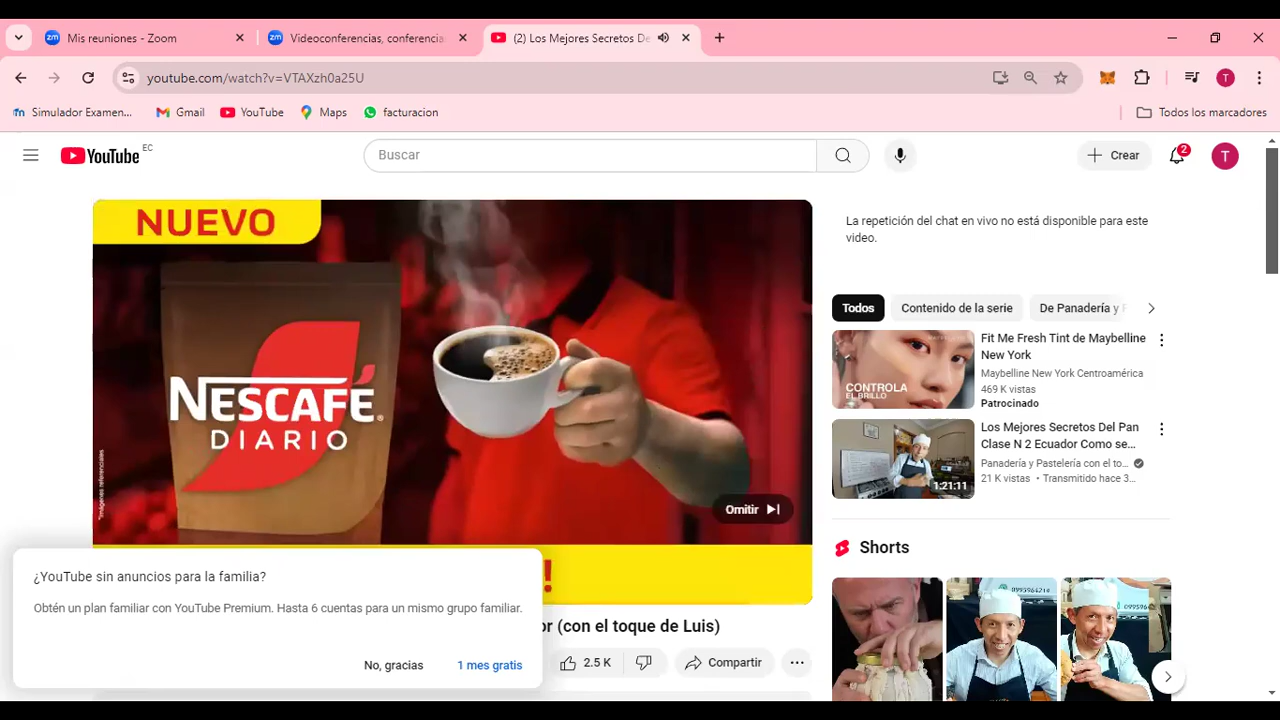 Mis reuniones - Zoom
Videoconferencias, conferencia
(2) Los Mejores Secretos De
youtube.com/watch?v=VTAXzh0a25U
T
Simulador Examen...
Gmail
YouTube
Maps
facturacion
Todos los marcadores
YouTube
EC
Buscar
Crear
2
T
NUEVO
NESCAFÉ
DIARIO
*Imágenes referenciales
Omitir
!
¿YouTube sin anuncios para la familia?
Obtén un plan familiar con YouTube Premium. Hasta 6 cuentas para un mismo grupo familiar.
No, gracias
1 mes gratis
or (con el toque de Luis)
2.5 K
Compartir
La repetición del chat en vivo no está disponible para este
video.
Todos
Contenido de la serie
De Panadería y P
CONTROLA
EL BRILLO
Fit Me Fresh Tint de Maybelline
New York
Maybelline New York Centroamérica
469 K vistas
Patrocinado
1:21:11
Los Mejores Secretos Del Pan
Clase N 2 Ecuador Como se...
Panadería y Pastelería con el to...
21 K vistas • Transmitido hace 3...
Shorts
0995964214